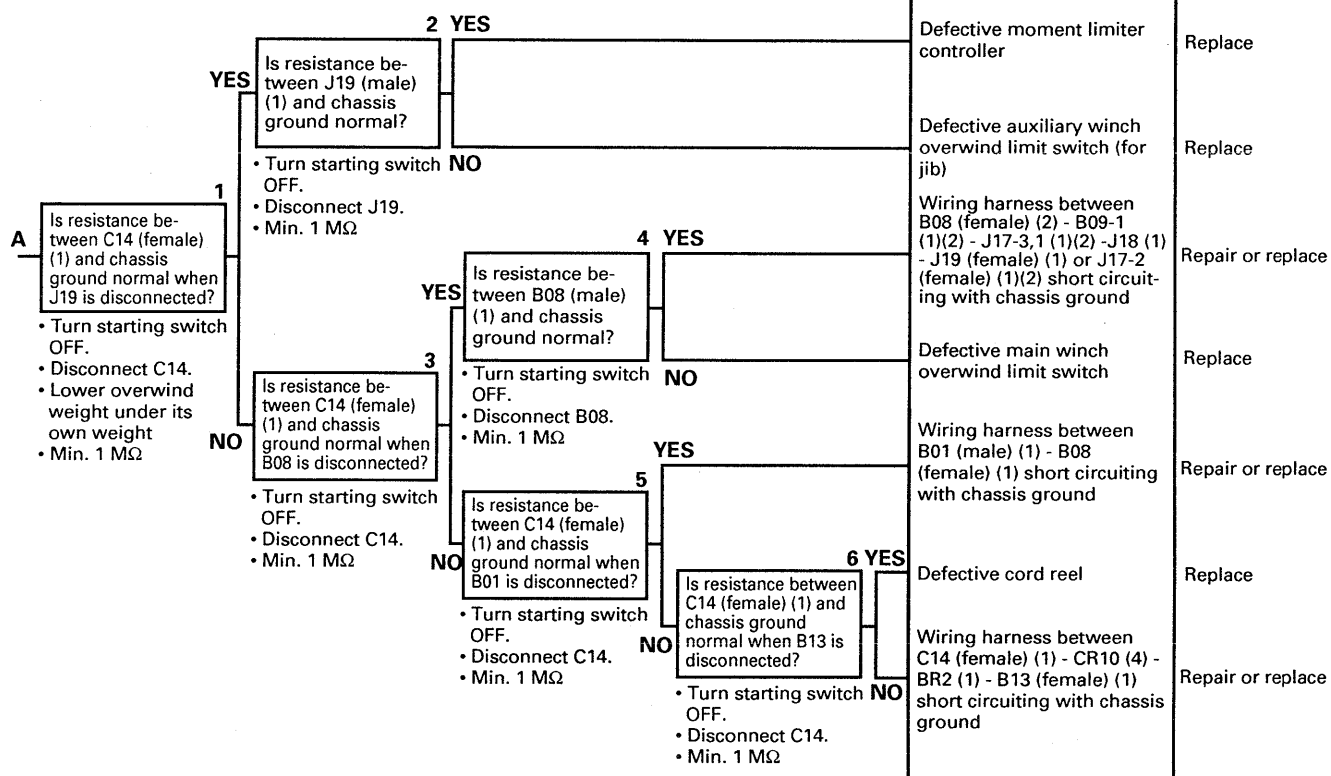 A
1
Is resistance be-
tween C14 (female)
(1) and chassis
ground normal when
J19 is disconnected?
• Turn starting switch
OFF.
• Disconnect C14.
• Lower overwind
weight under its
own weight
• Min. 1 MΩ
YES
2 YES
Is resistance be-
tween J19 (male)
(1) and chassis
ground normal?
• Turn starting switch
OFF.
• Disconnect J19.
• Min. 1 MΩ
NO
Defective moment limiter
controller
Replace
Defective auxiliary winch
overwind limit switch (for
jib)
Replace
NO
3
Is resistance be-
tween C14 (female)
(1) and chassis
ground normal when
B08 is disconnected?
• Turn starting switch
OFF.
• Disconnect C14.
• Min. 1 MΩ
YES
4 YES
Is resistance be-
tween B08 (male)
(1) and chassis
ground normal?
• Turn starting switch
OFF.
• Disconnect B08.
• Min. 1 MΩ
NO
Wiring harness between
B08 (female) (2) - B09-1
(1)(2) - J17-3,1 (1)(2) -J18 (1)
- J19 (female) (1) or J17-2
(female) (1)(2) short circuit-
ing with chassis ground
Repair or replace
Defective main winch
overwind limit switch
Replace
NO
5
YES
Is resistance be-
tween C14 (female)
(1) and chassis
ground normal when
B01 is disconnected?
• Turn starting switch
OFF.
• Disconnect C14.
• Min. 1 MΩ
Wiring harness between
B01 (male) (1) - B08
(female) (1) short circuiting
with chassis ground
Repair or replace
NO
6 YES
Is resistance between
C14 (female) (1) and
chassis ground
normal when B13 is
disconnected?
• Turn starting switch
OFF.
• Disconnect C14.
• Min. 1 MΩ
NO
Defective cord reel
Replace
Wiring harness between
C14 (female) (1) - CR10 (4) -
BR2 (1) - B13 (female) (1)
short circuiting with chassis
ground
Repair or replace